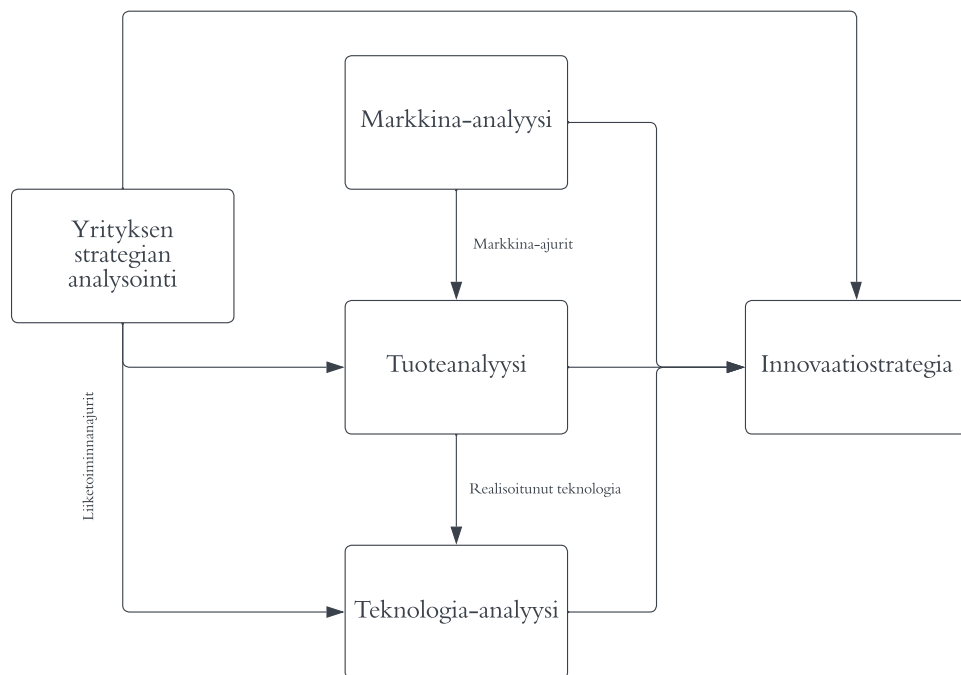 Markkina-analyysi
Yrityksen
strategian
analysointi
Markkina-ajurit
Tuoteanalyysi
Innovaatiostrategia
Liiketoiminnanajurit
Realisoitunut teknologia
Teknologia-analyysi